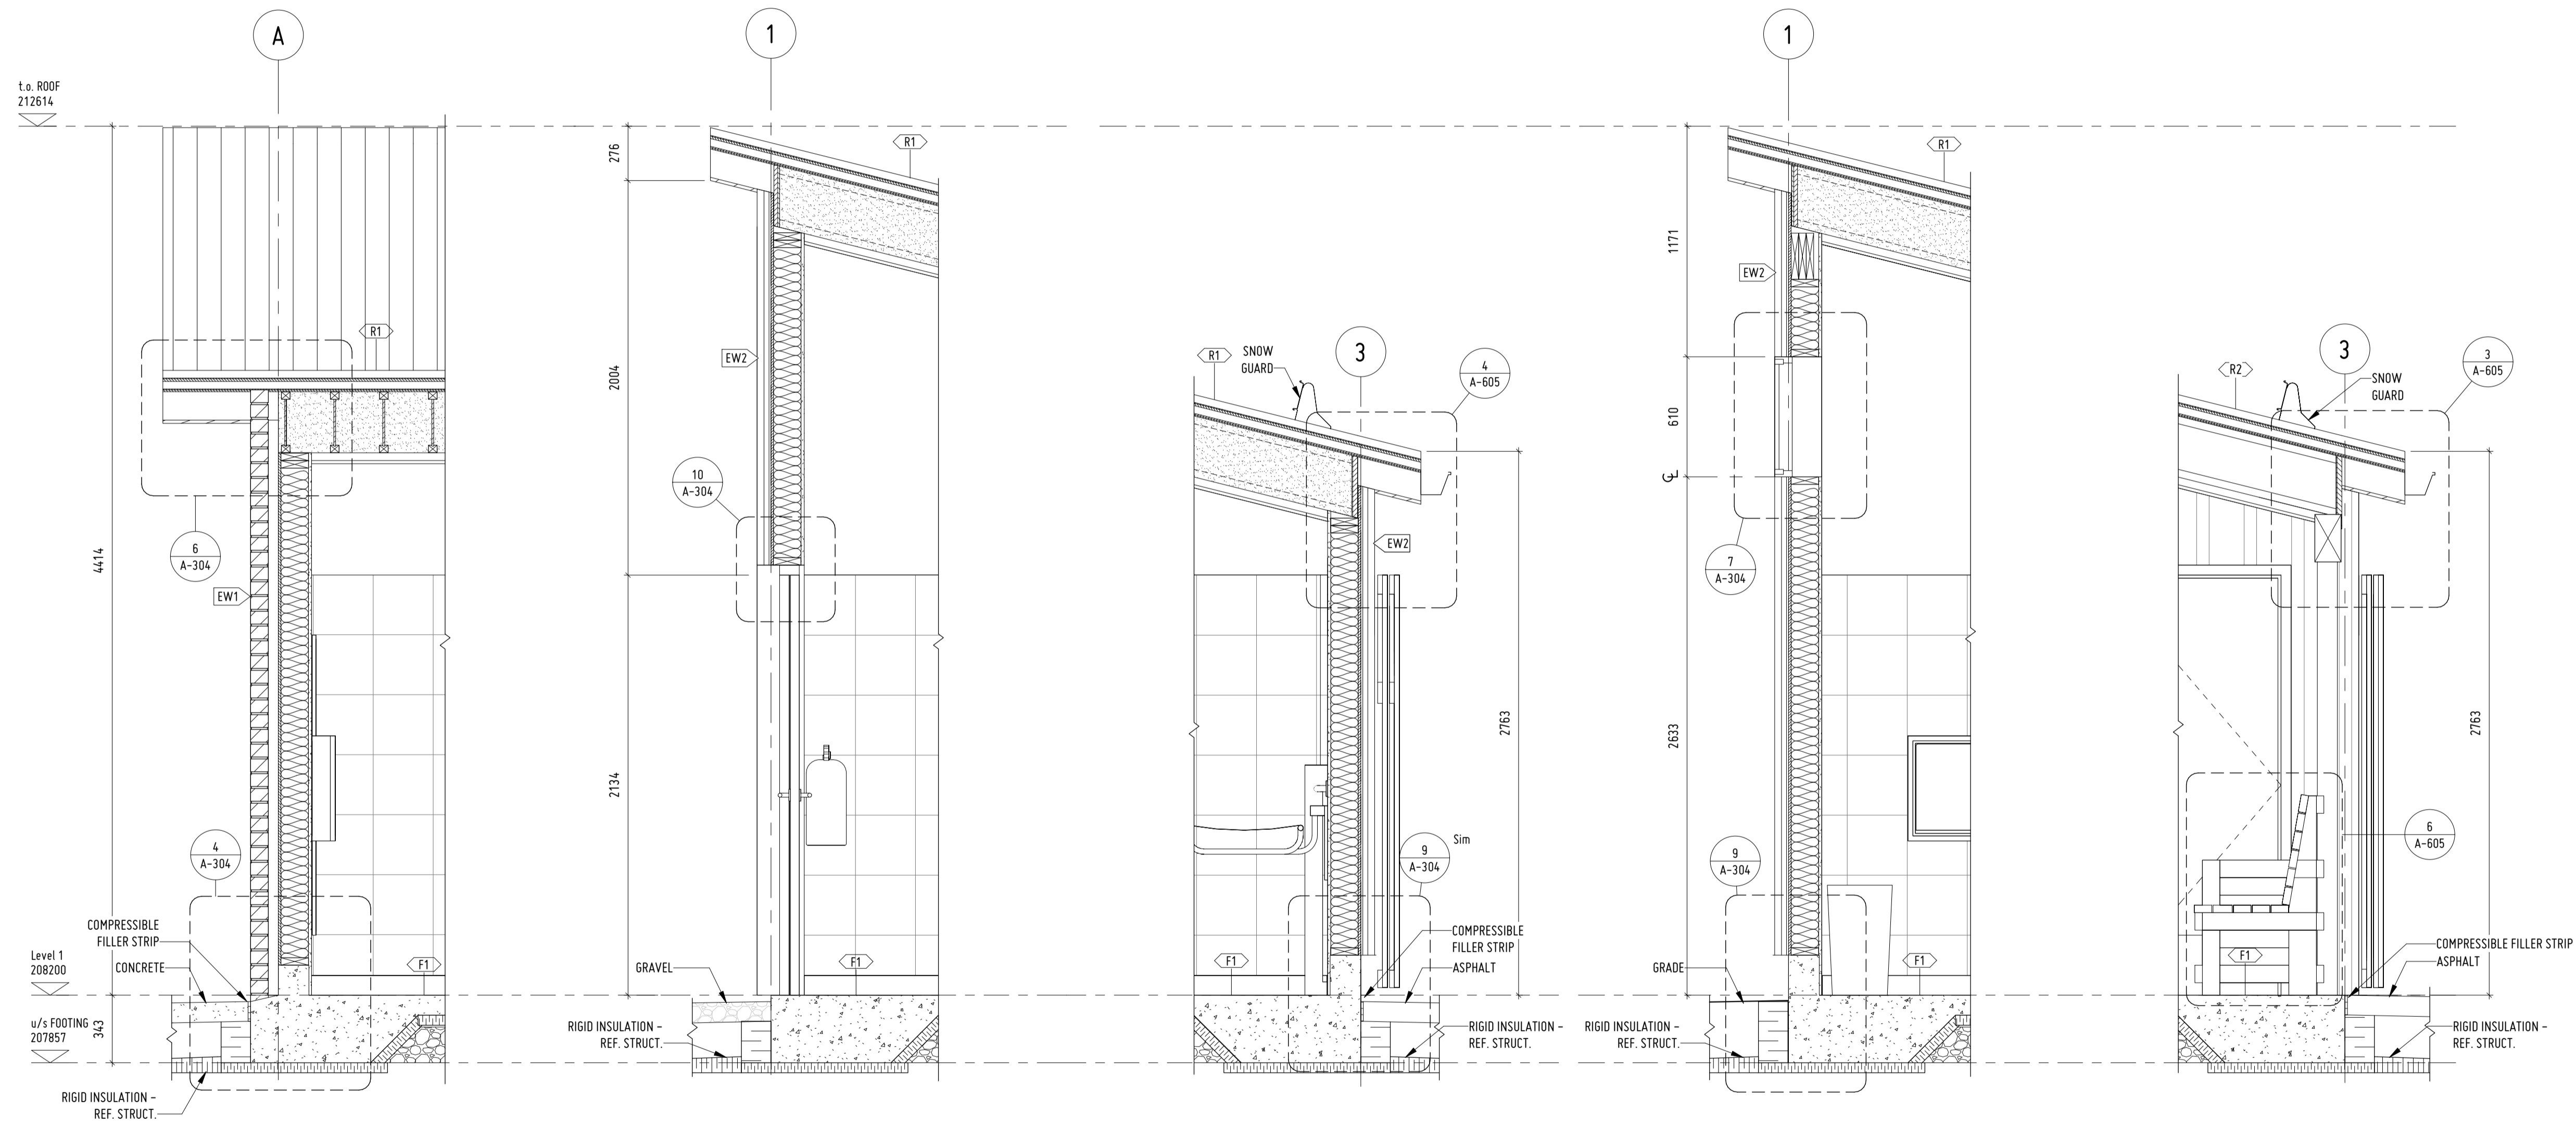 A
t.o. ROOF
212614
4414
R1
6
A-304
EW1
4
A-304
COMPRESSIBLE
FILLER STRIP
CONCRETE
F1
Level 1
208200
u/s FOOTING
207857
343
RIGID INSULATION -
REF. STRUCT.
1
276
2004
2134
R1
EW2
10
A-304
GRAVEL
F1
RIGID INSULATION -
REF. STRUCT.
R1
SNOW
GUARD
3
4
A-605
EW2
2763
9
A-304
Sim
F1
COMPRESSIBLE
FILLER STRIP
ASPHALT
RIGID INSULATION -
REF. STRUCT.
1
1171
610
CL
2633
R1
EW2
7
A-304
9
A-304
GRADE
F1
RIGID INSULATION -
REF. STRUCT.
R2
SNOW
GUARD
3
3
A-605
2763
6
A-605
F1
COMPRESSIBLE FILLER STRIP
ASPHALT
RIGID INSULATION -
REF. STRUCT.